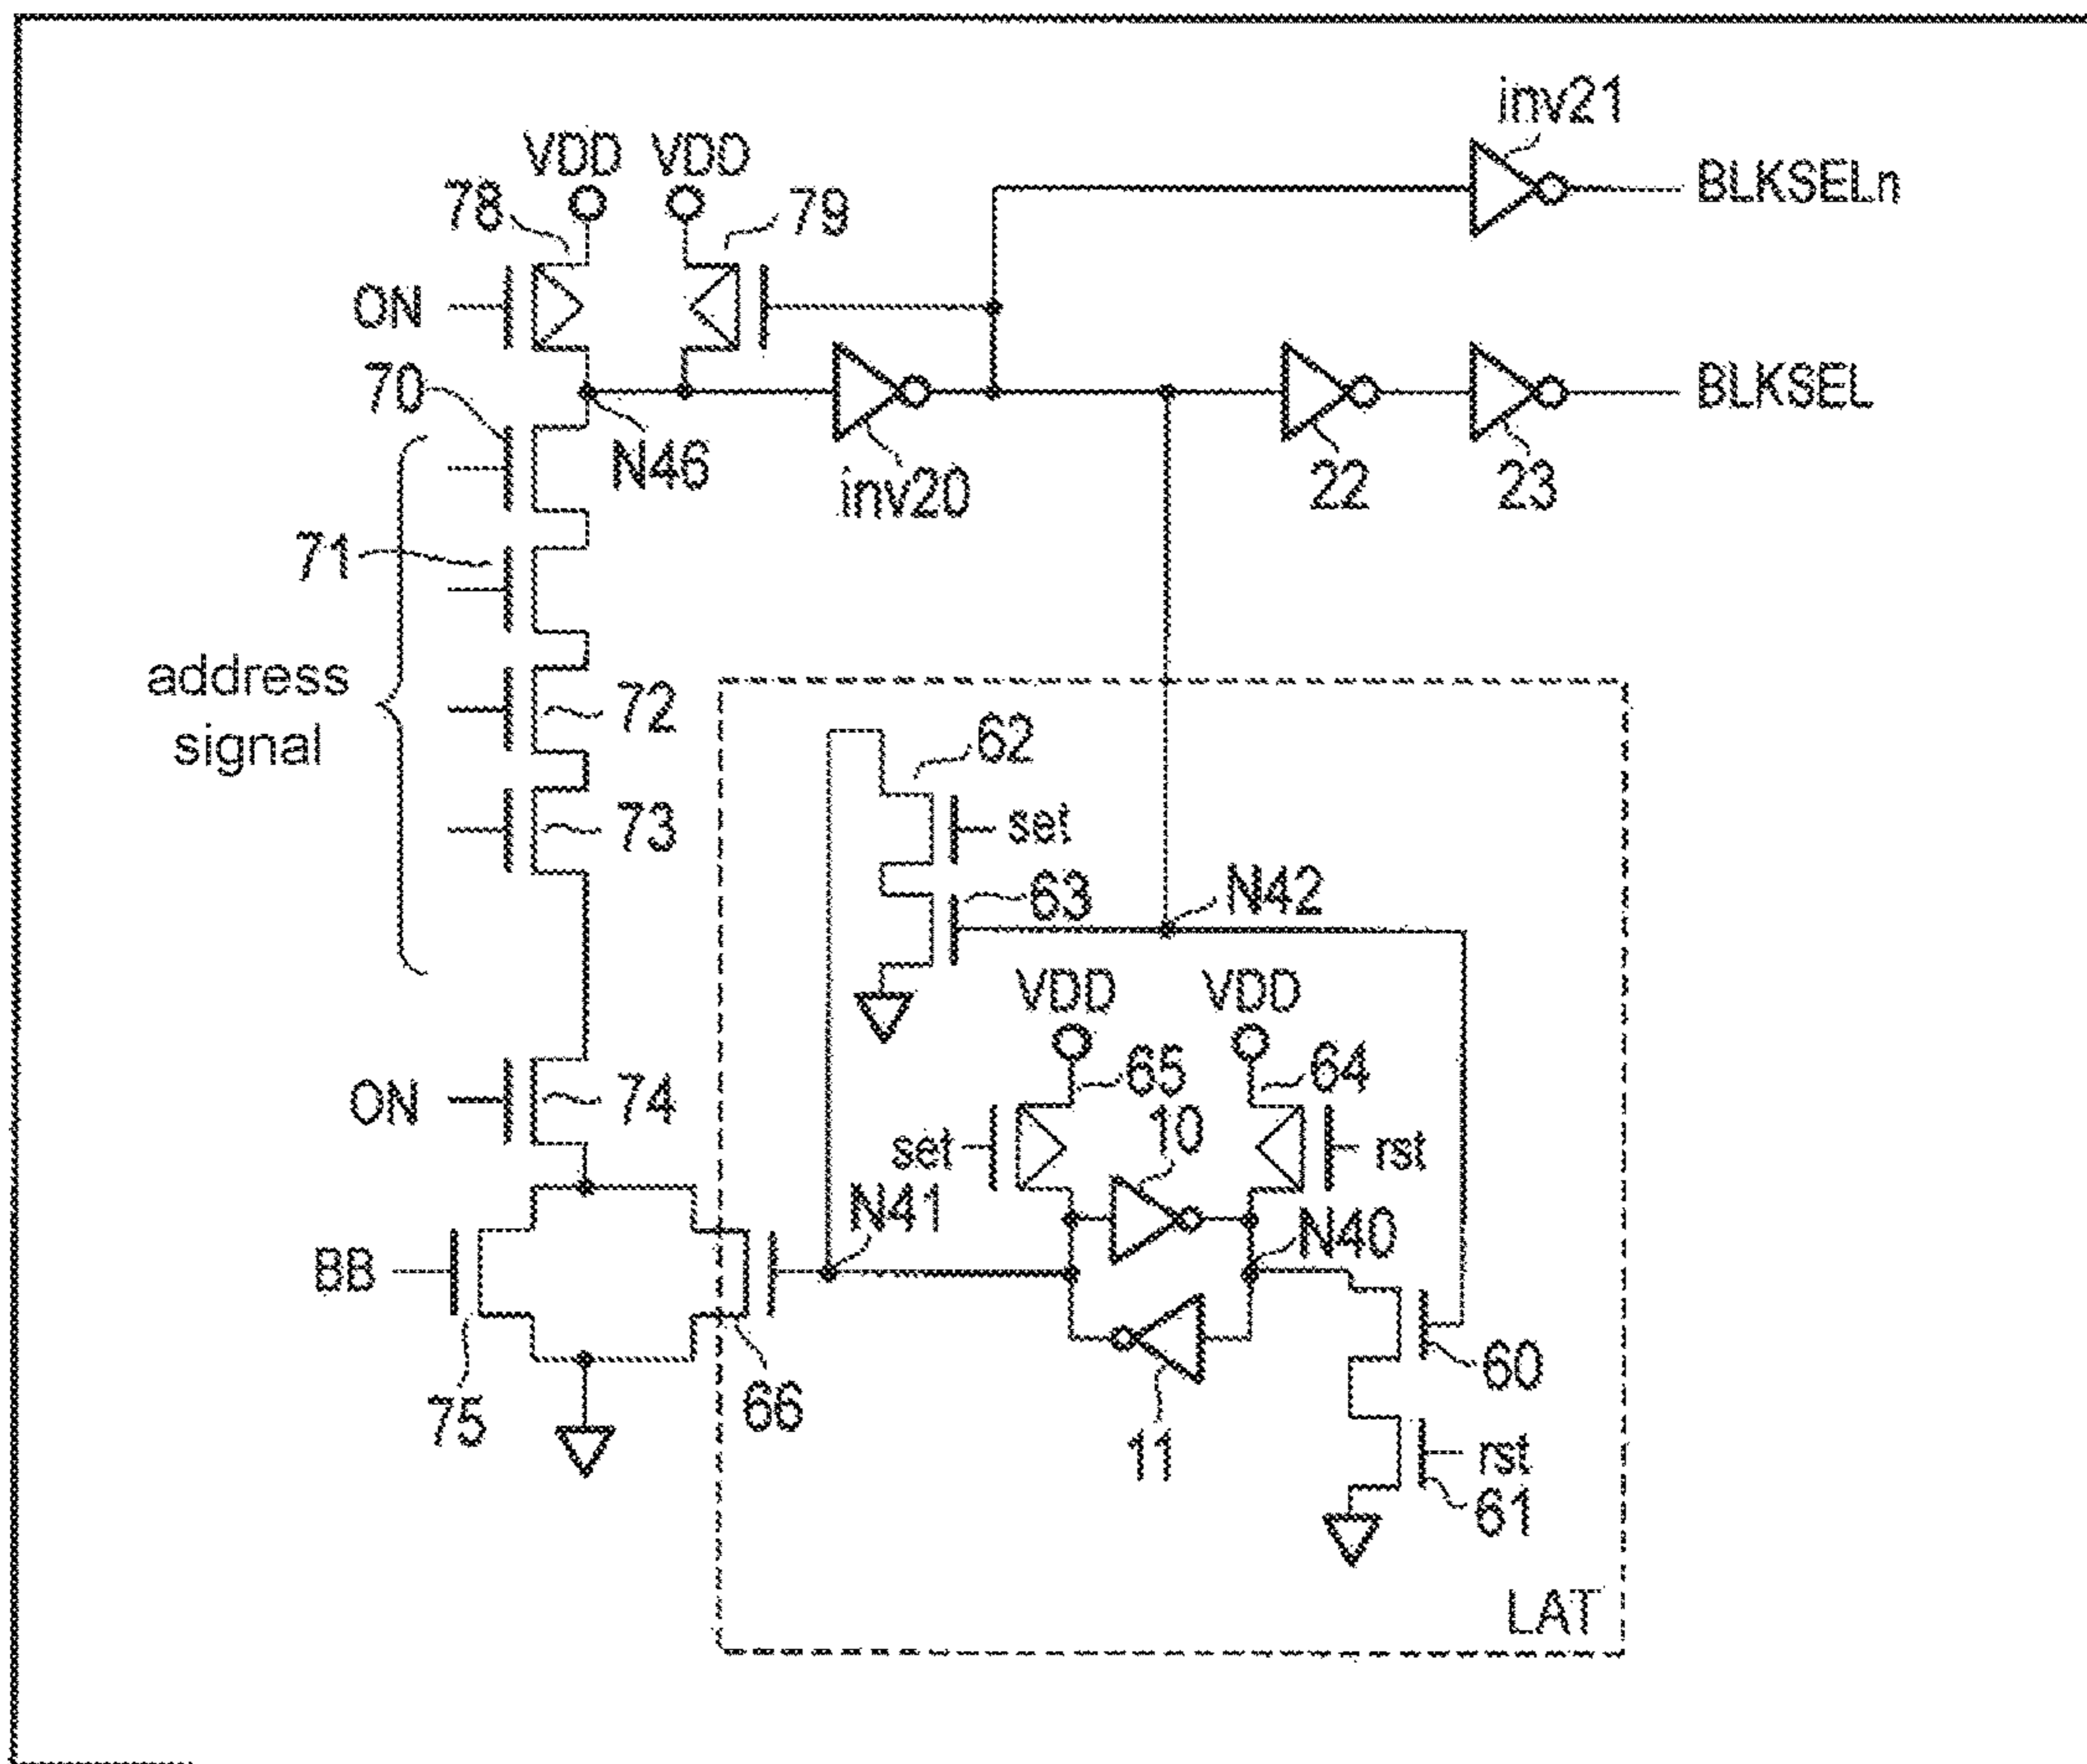 inv21
VDD VDD
BLKSELn
78
79
ON
70
BLKSEL
N46
inv20
22
23
71
address
signal
72
62
set
73
63
N42
VDD VDD
65
64
ON
74
10
set
rst
N41
N40
BB
60
75
66
11
rst
61
LAT